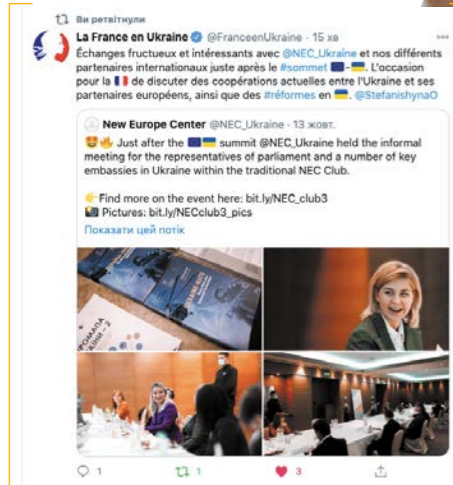 Ви ретвітнули
La France en Ukraine @FranceenUkraine · 15 хв
Échanges fructueux et intéressants avec @NEC_Ukraine et nos différents
partenaires internationaux juste après le #sommet 🇪🇺-🇺🇦. L'occasion
pour la 🇫🇷 de discuter des coopérations actuelles entre l'Ukraine et ses
partenaires européens, ainsi que des #réformes en 🇺🇦. @StefanishynaO
New Europe Center @NEC_Ukraine · 13 жовт.
🤩🔥 Just after the 🇪🇺🇺🇦 summit @NEC_Ukraine held the informal
meeting for the representatives of parliament and a number of key
embassies in Ukraine within the traditional NEC Club.
👉Find more on the event here: bit.ly/NEC_club3
📸 Pictures: bit.ly/NECclub3_pics
Показати цей потік
1
1
3